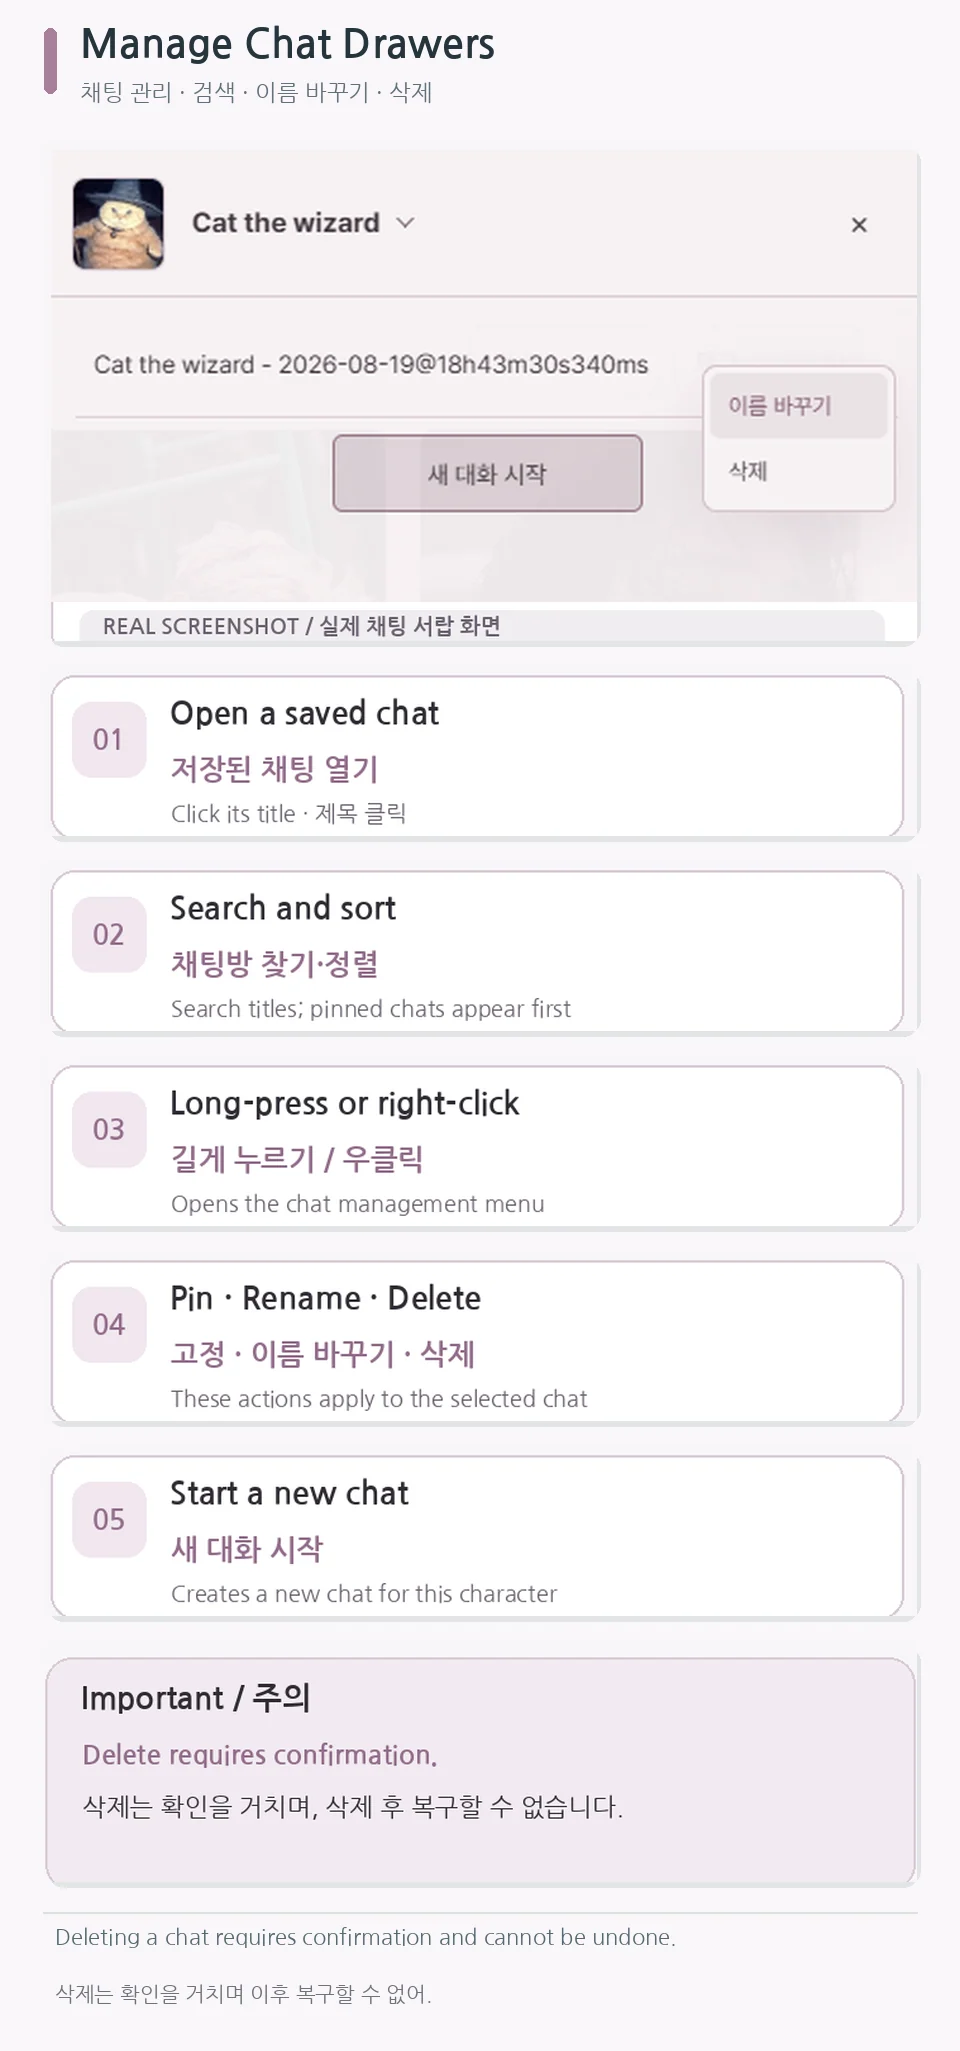 Manage Chat Drawers
채팅 관리 · 검색 · 이름 바꾸기 · 삭제
Cat the wizard
Cat the wizard - 2026-08-19@18h43m30s340ms
이름 바꾸기
삭제
새 대화 시작
REAL SCREENSHOT / 실제 채팅 서랍 화면
01
Open a saved chat
저장된 채팅 열기
Click its title · 제목 클릭
02
Search and sort
채팅방 찾기·정렬
Search titles; pinned chats appear first
03
Long-press or right-click
길게 누르기 / 우클릭
Opens the chat management menu
04
Pin · Rename · Delete
고정 · 이름 바꾸기 · 삭제
These actions apply to the selected chat
05
Start a new chat
새 대화 시작
Creates a new chat for this character
Important / 주의
Delete requires confirmation.
삭제는 확인을 거치며, 삭제 후 복구할 수 없습니다.
Deleting a chat requires confirmation and cannot be undone.
삭제는 확인을 거치며 이후 복구할 수 없어.